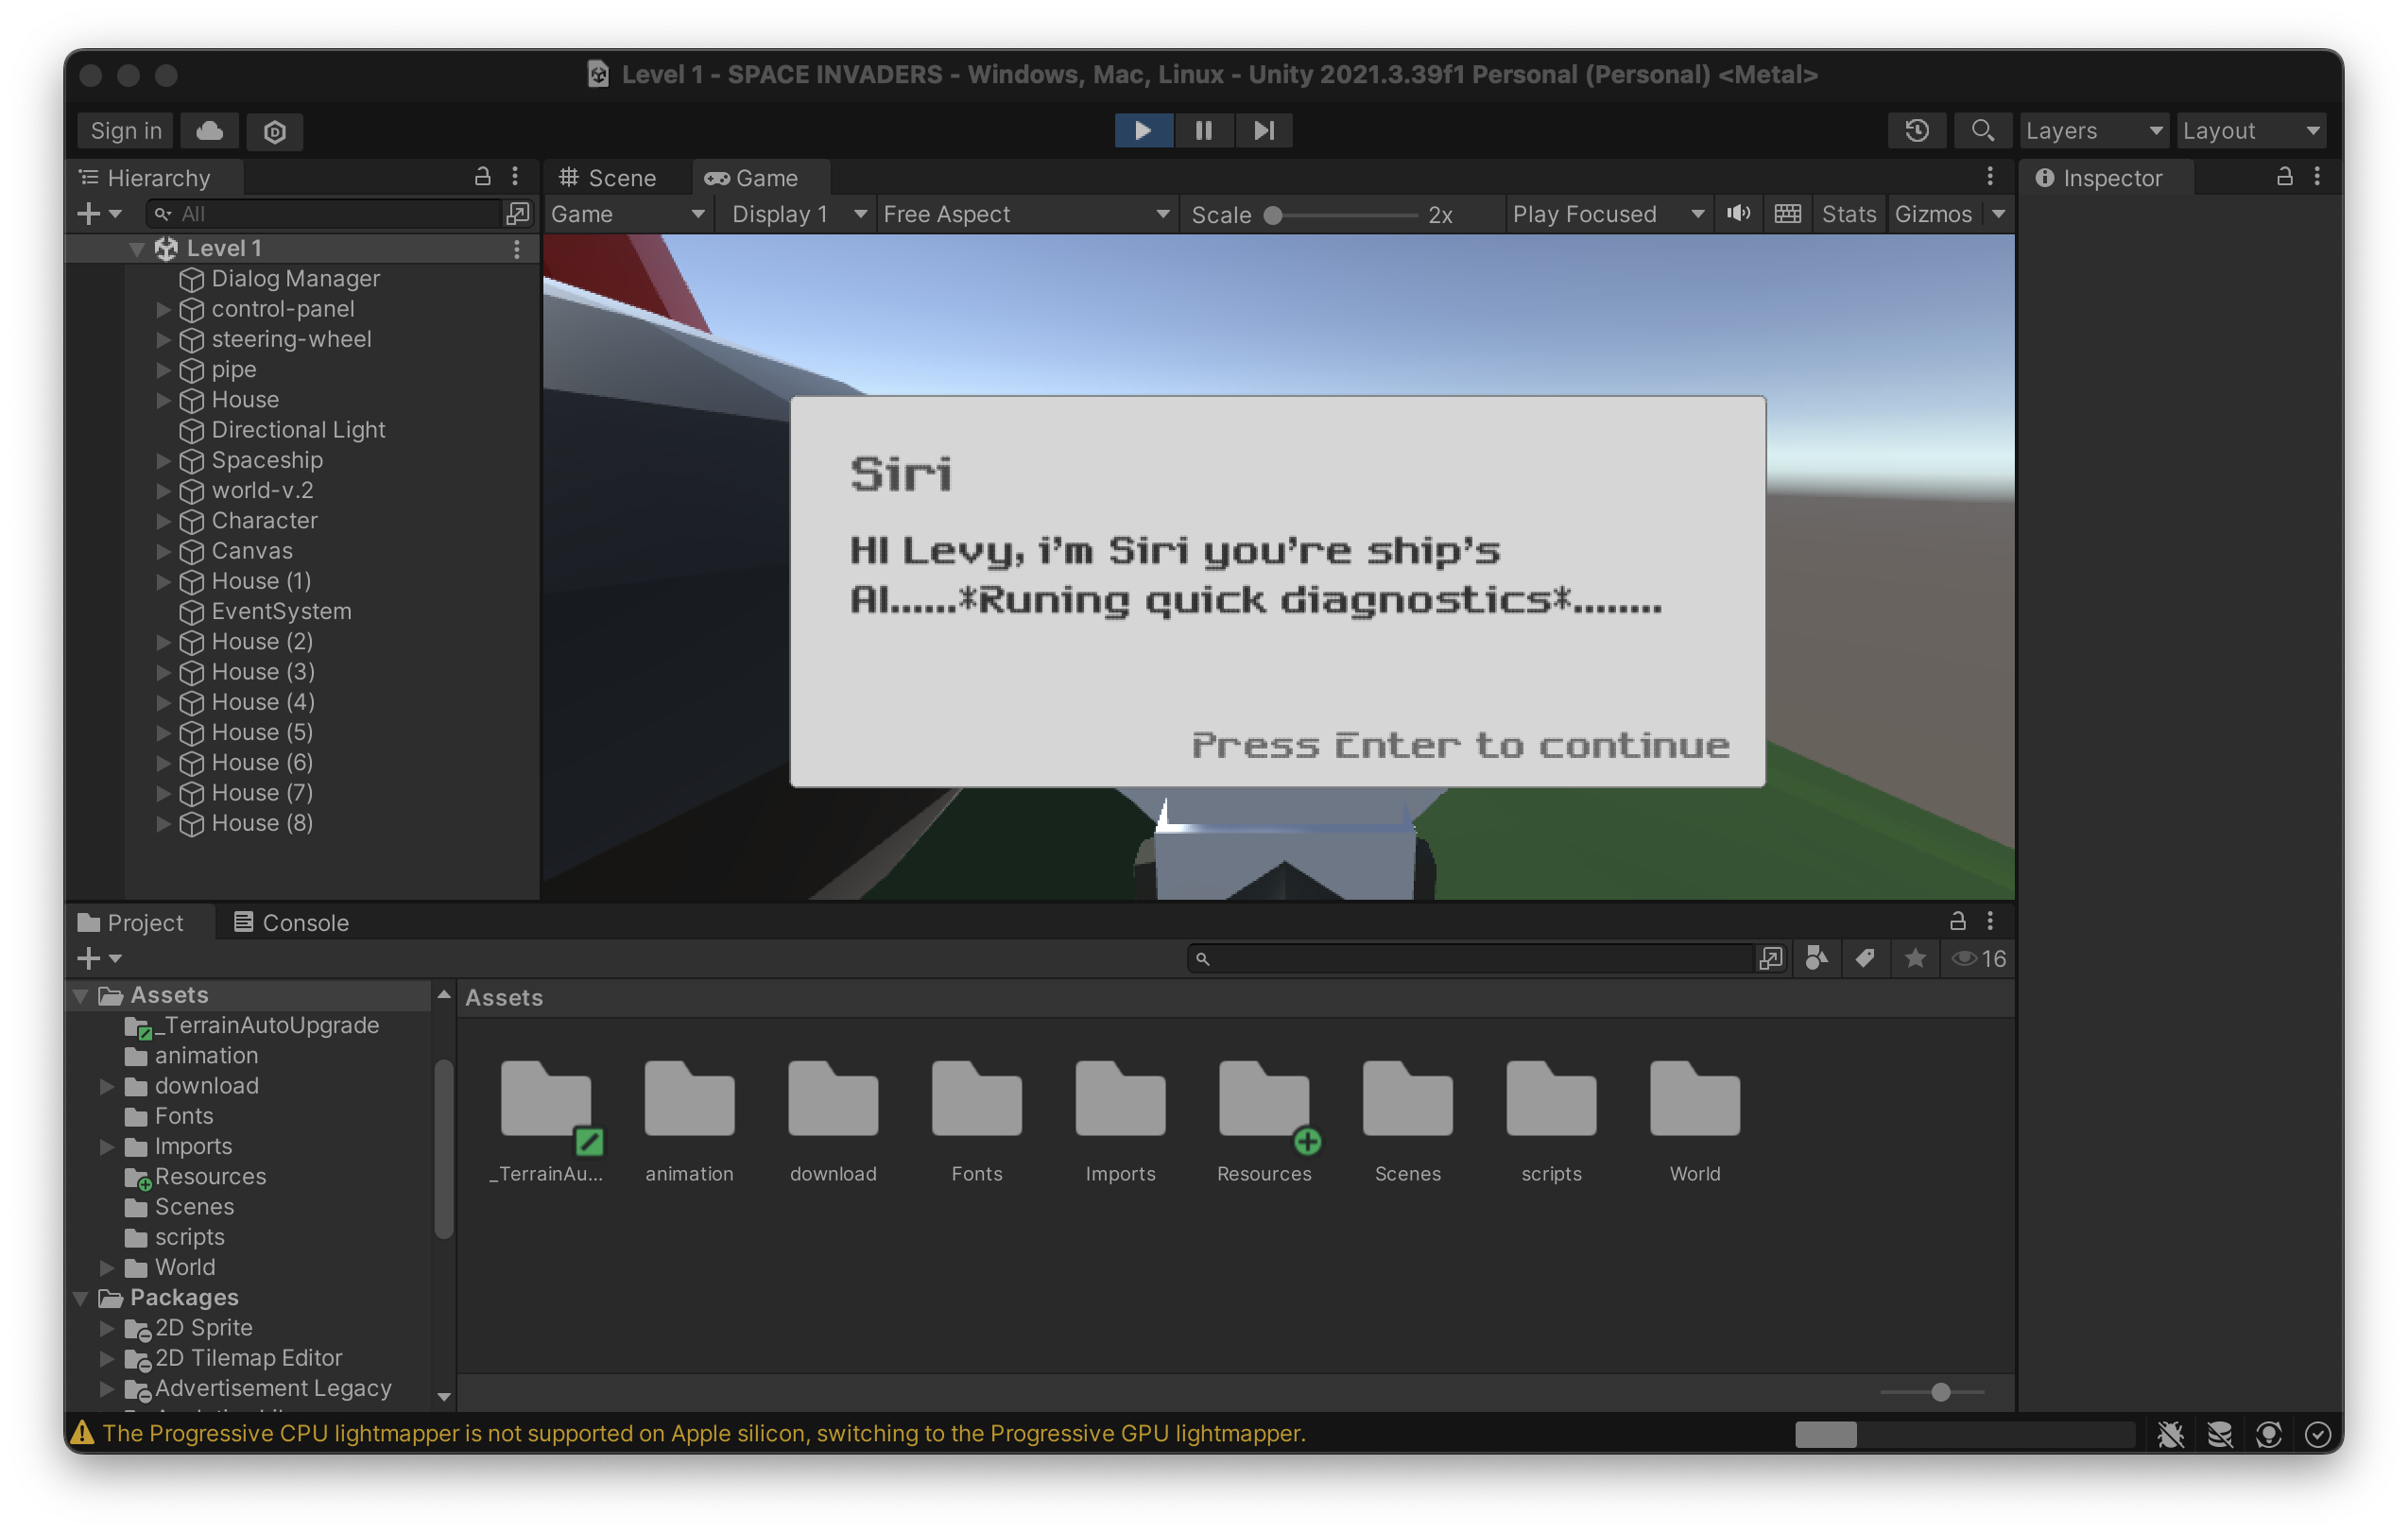 Level 1 - SPACE INVADERS - Windows, Mac, Linux - Unity 2021.3.39f1 Personal (Personal) <Metal>
Sign in
Layers
Layout
Hierarchy
All
Level 1
Dialog Manager
control-panel
steering-wheel
pipe
House
Directional Light
Spaceship
world-v.2
Character
Canvas
House (1)
EventSystem
House (2)
House (3)
House (4)
House (5)
House (6)
House (7)
House (8)
Scene
Game
Game
Display 1
Free Aspect
Scale
2x
Play Focused
Stats
Gizmos
Siri
HI Levy, i'm Siri you're ship's
AI......*Runing quick diagnostics*........
Press Enter to continue
Inspector
Project
Console
16
Assets
_TerrainAutoUpgrade
animation
download
Fonts
Imports
Resources
Scenes
scripts
World
Packages
2D Sprite
2D Tilemap Editor
Advertisement Legacy
Assets
_TerrainAu...
animation
download
Fonts
Imports
Resources
Scenes
scripts
World
The Progressive CPU lightmapper is not supported on Apple silicon, switching to the Progressive GPU lightmapper.